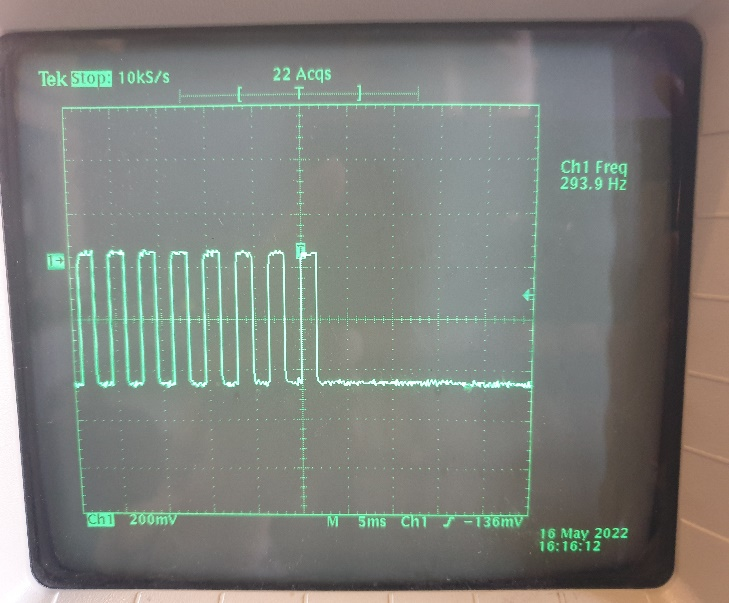 Tek Stop: 10kS/s
22 Acqs
[ T ]
Ch1 Freq
293.9 Hz
T
1→
Ch1 200mV
M 5ms Ch1 ƒ −136mV
16 May 2022
16:16:12